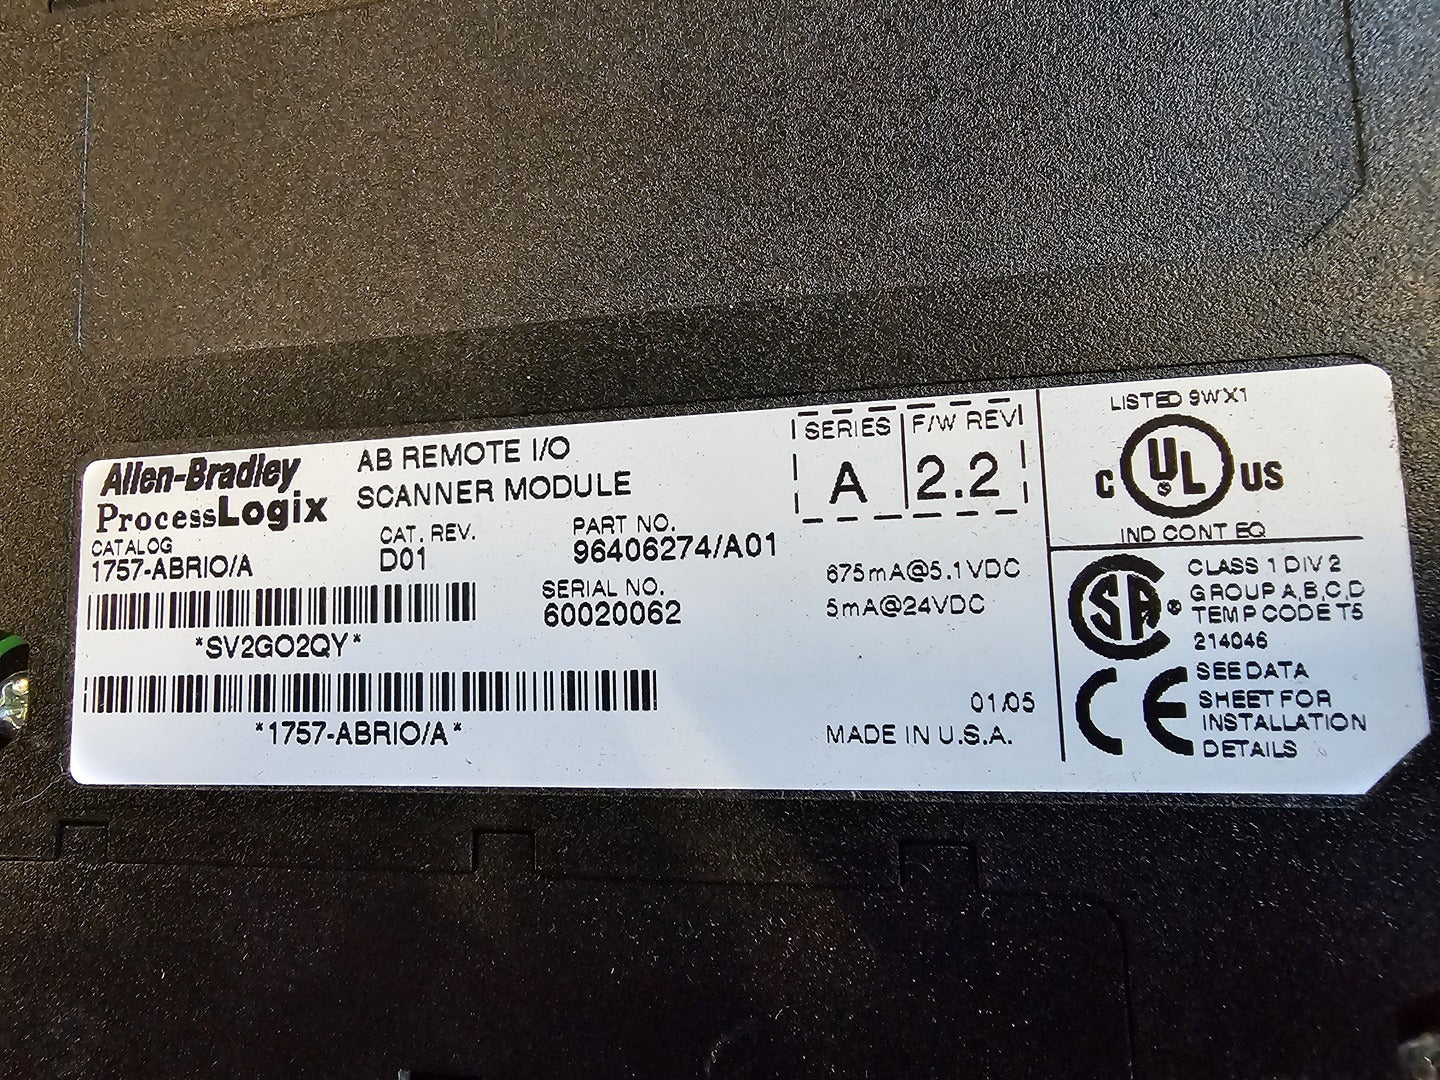 Allen-Bradley
ProcessLogix
AB REMOTE I/O
SCANNER MODULE
CATALOG
1757-ABRIO/A
CAT. REV.
D01
PART NO.
96406274/A01
SERIAL NO.
60020062
*SV2GO2QY*
*1757-ABRIO/A*
SERIES
A
F/W REV
2.2
675mA@5.1VDC
5mA@24VDC
01/05
MADE IN U.S.A.
LISTED 9WX1
C UL US
®
IND CONT EQ
SA ®
CLASS 1 DIV 2
GROUP A,B,C,D
TEMP CODE T5
214046
CE
SEE DATA
SHEET FOR
INSTALLATION
DETAILS